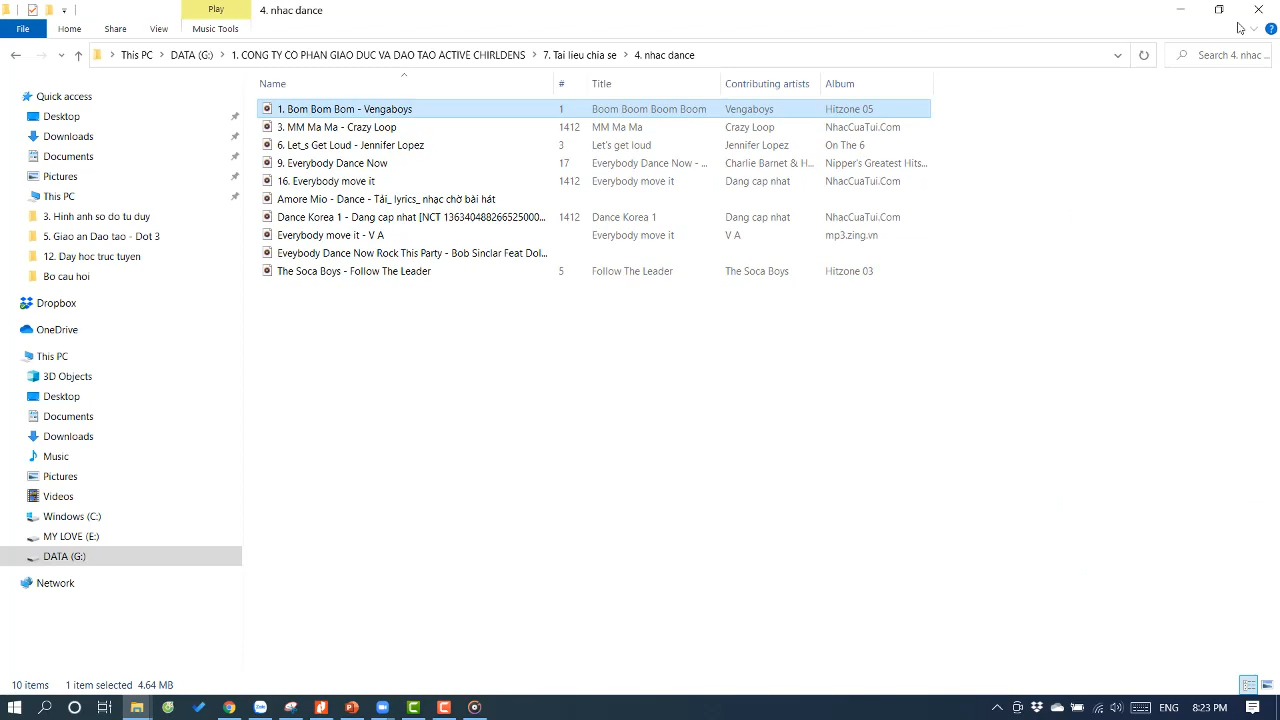 Play
4. nhac dance
File
Home
Share
View
Music Tools
This PC
DATA (G:)
1. CONG TY CO PHAN GIAO DUC VA DAO TAO ACTIVE CHIRLDENS
7. Tai lieu chia se
4. nhac dance
Search 4. nhac ...
Name # Title Contributing artists Album
1. Bom Bom Bom - Vengaboys 1 Boom Boom Boom Boom Vengaboys Hitzone 05
3. MM Ma Ma - Crazy Loop 1412 MM Ma Ma Crazy Loop NhacCuaTui.Com
6. Let_s Get Loud - Jennifer Lopez 3 Let's get loud Jennifer Lopez On The 6
9. Everybody Dance Now 17 Everybody Dance Now - ... Charlie Barnet & H... Nipper's Greatest Hits...
16. Everybody move it 1412 Everybody move it Dang cap nhat NhacCuaTui.Com
Amore Mio - Dance - Tải_ lyrics_ nhạc chờ bài hát
Dance Korea 1 - Dang cap nhat [NCT 136340488266525000... 1412 Dance Korea 1 Dang cap nhat NhacCuaTui.Com
Everybody move it - V A Everybody move it V A mp3.zing.vn
Eveybody Dance Now Rock This Party - Bob Sinclar Feat Dol...
The Soca Boys - Follow The Leader 5 Follow The Leader The Soca Boys Hitzone 03
Quick access
Desktop
Downloads
Documents
Pictures
This PC
3. Hinh anh so do tu duy
5. Giao an Dao tao - Dot 3
12. Day hoc truc tuyen
Bo cau hoi
Dropbox
OneDrive
This PC
3D Objects
Desktop
Documents
Downloads
Music
Pictures
Videos
Windows (C:)
MY LOVE (E:)
DATA (G:)
Network
10 items 1 item selected 4.64 MB
ENG 8:23 PM